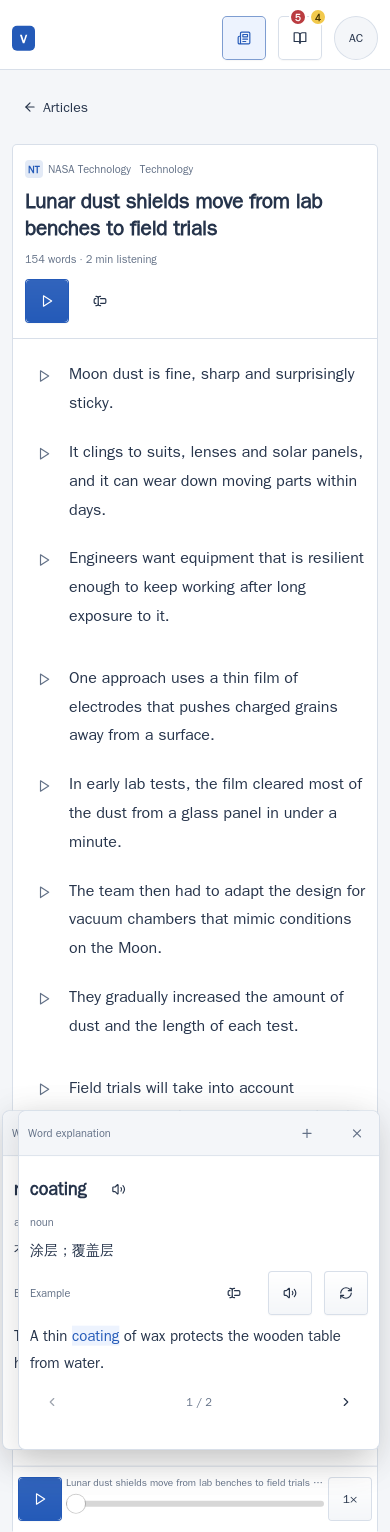 V
5
4
AC
Articles
NT NASA Technology Technology
Lunar dust shields move from lab
benches to field trials
154 words · 2 min listening
Moon dust is fine, sharp and surprisingly
sticky.
It clings to suits, lenses and solar panels,
and it can wear down moving parts within
days.
Engineers want equipment that is resilient
enough to keep working after long
exposure to it.
One approach uses a thin film of
electrodes that pushes charged grains
away from a surface.
In early lab tests, the film cleared most of
the dust from a glass panel in under a
minute.
The team then had to adapt the design for
vacuum chambers that mimic conditions
on the Moon.
They gradually increased the amount of
dust and the length of each test.
Field trials will take into account
Word explanation
coating
noun
涂层；覆盖层
Example
A thin coating of wax protects the wooden table
from water.
1 / 2
Lunar dust shields move from lab benches to field trials ···
1×